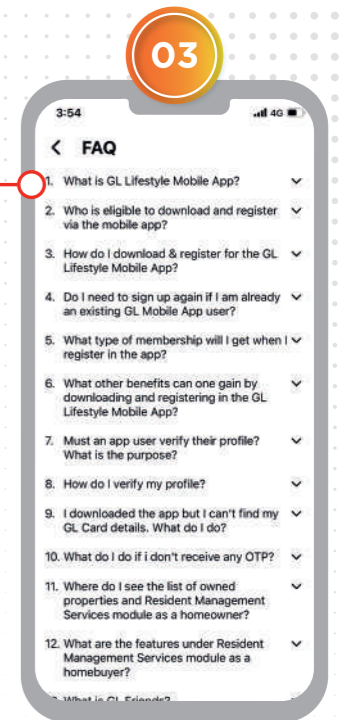 03
3:54
4G
FAQ
1. What is GL Lifestyle Mobile App?
2. Who is eligible to download and register
via the mobile app?
3. How do I download & register for the GL
Lifestyle Mobile App?
4. Do I need to sign up again if I am already
an existing GL Mobile App user?
5. What type of membership will I get when I
register in the app?
6. What other benefits can one gain by
downloading and registering in the GL
Lifestyle Mobile App?
7. Must an app user verify their profile?
What is the purpose?
8. How do I verify my profile?
9. I downloaded the app but I can't find my
GL Card details. What do I do?
10. What do I do if i don't receive any OTP?
11. Where do I see the list of owned
properties and Resident Management
Services module as a homeowner?
12. What are the features under Resident
Management Services module as a
homebuyer?
What is GL Friends?